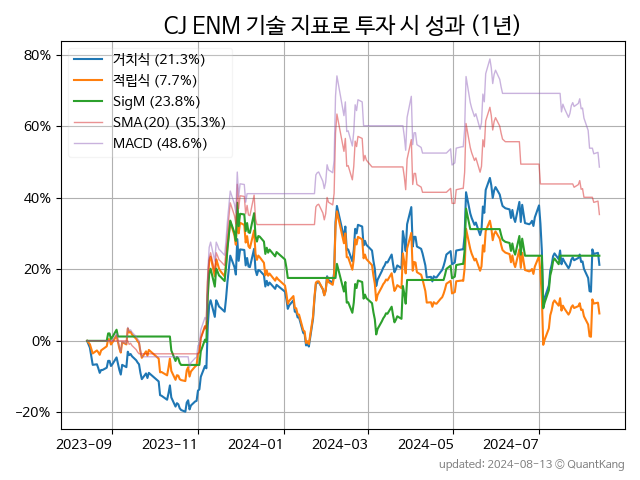 CJ ENM 기술 지표로 투자 시 성과 (1년)
거치식 (21.3%)
적립식 (7.7%)
SigM (23.8%)
SMA(20) (35.3%)
MACD (48.6%)
80%
60%
40%
20%
0%
−20%
2023-09 2023-11 2024-01 2024-03 2024-05 2024-07
updated: 2024-08-13 © QuantKang